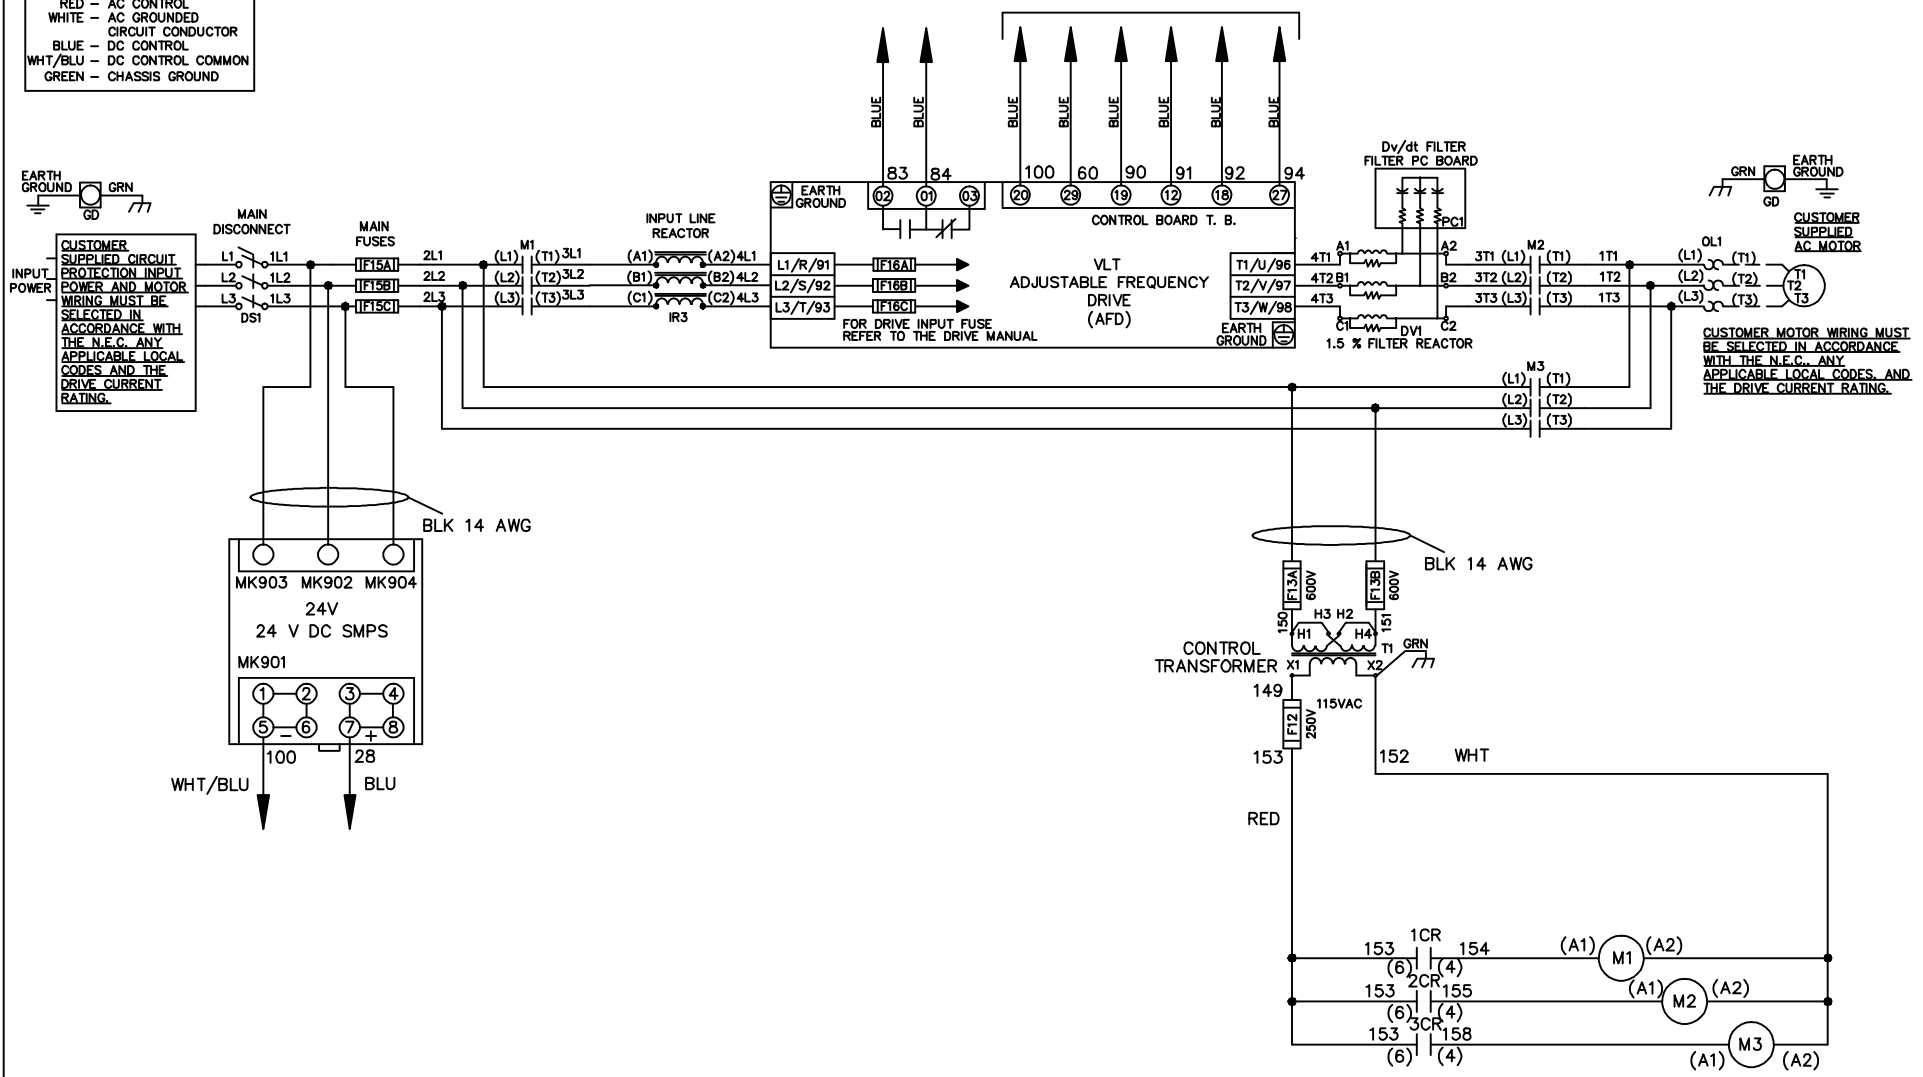 RED – AC CONTROL
WHITE – AC GROUNDED
CIRCUIT CONDUCTOR
BLUE – DC CONTROL
WHT/BLU – DC CONTROL COMMON
GREEN – CHASSIS GROUND
EARTH
GROUND
GRN
GD
INPUT
POWER
CUSTOMER
SUPPLIED CIRCUIT
PROTECTION INPUT
POWER AND MOTOR
WIRING MUST BE
SELECTED IN
ACCORDANCE WITH
THE N.E.C. ANY
APPLICABLE LOCAL
CODES AND THE
DRIVE CURRENT
RATING.
MAIN
DISCONNECT
L1 1L1
L2 1L2
L3 1L3
DS1
MAIN
FUSES
F15A
F15B
F15C
2L1
2L2
2L3
M1
(L1) (T1) 3L1
(L2) (T2) 3L2
(L3) (T3) 3L3
INPUT LINE
REACTOR
(A1) (A2) 4L1
(B1) (B2) 4L2
(C1) (C2) 4L3
IR3
BLUE
BLUE
BLUE
BLUE
BLUE
BLUE
BLUE
BLUE
83 84
100 60 90 91 92 94
EARTH
GROUND
02 01 03
20 29 19 12 18 27
CONTROL BOARD T. B.
L1/R/91
L2/S/92
L3/T/93
F16A
F16B
F16C
FOR DRIVE INPUT FUSE
REFER TO THE DRIVE MANUAL
VLT
ADJUSTABLE FREQUENCY
DRIVE
(AFD)
T1/U/96
T2/V/97
T3/W/98
EARTH
GROUND
Dv/dt FILTER
FILTER PC BOARD
PC1
4T1 A1 A2
4T2 B1 B2
4T3
C1 C2
DV1
1.5 % FILTER REACTOR
M2
3T1 (L1) (T1) 1T1
3T2 (L2) (T2) 1T2
3T3 (L3) (T3) 1T3
OL1
(L1) (T1)
(L2) (T2)
(L3) (T3)
T1
T2
T3
GRN
EARTH
GROUND
GD
CUSTOMER
SUPPLIED
AC MOTOR
CUSTOMER MOTOR WIRING MUST
BE SELECTED IN ACCORDANCE
WITH THE N.E.C., ANY
APPLICABLE LOCAL CODES, AND
THE DRIVE CURRENT RATING.
M3
(L1) (T1)
(L2) (T2)
(L3) (T3)
BLK 14 AWG
MK903 MK902 MK904
24V
24 V DC SMPS
MK901
1 2 3 4
5 6 7 8
– +
100 28
WHT/BLU BLU
BLK 14 AWG
F13A
600V
F13B
600V
150
151
H3 H2
H1 H4
T1
GRN
CONTROL
TRANSFORMER
X1 X2
149
115VAC
F12
250V
153
152
WHT
RED
1CR
153 154 (A1) M1 (A2)
(6) (4)
2CR
153 155 (A1) M2 (A2)
(6) (4)
3CR
153 158 M3
(6) (4) (A1) (A2)